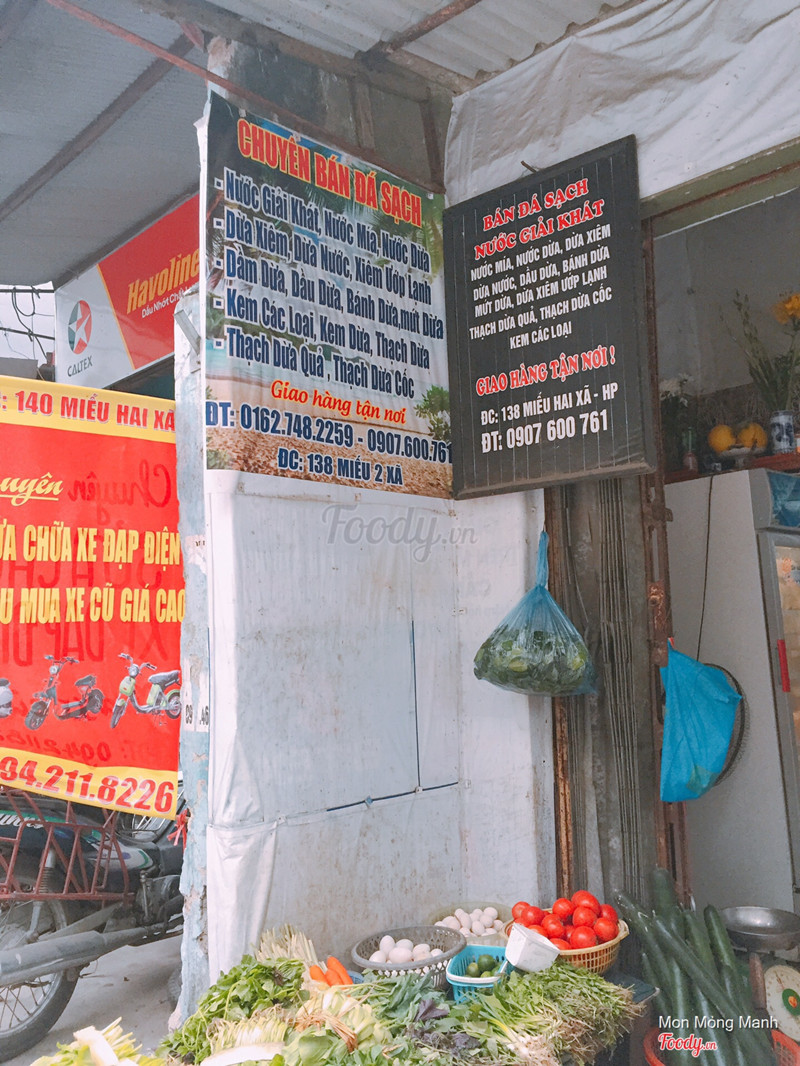 CHUYÊN BÁN ĐÁ SẠCH
- Nước Giải Khát, Nước Mía, Nước Dừa
- Dừa Xiêm, Dừa Nước, Xiêm Ướp Lạnh
- Dầm Dừa, Dầu Dừa, Bánh Dừa, mứt Dừa
- Kem Các Loại, Kem Dừa, Thạch Dừa
- Thạch Dừa Quả, Thạch Dừa Cốc
Giao hàng tận nơi
ĐT: 0162.748.2259 - 0907.600.761
ĐC: 138 MIẾU 2 XÃ
BÁN ĐÁ SẠCH
NƯỚC GIẢI KHÁT
NƯỚC MÍA, NƯỚC DỪA, DỪA XIÊM
DỪA NƯỚC, DẦU DỪA, BÁNH DỪA
MỨT DỪA, DỪA XIÊM ƯỚP LẠNH
THẠCH DỪA QUẢ, THẠCH DỪA CỐC
KEM CÁC LOẠI
GIAO HÀNG TẬN NƠI !
ĐC: 138 MIẾU HAI XÃ - HP
ĐT: 0907 600 761
Havoline
Dầu Nhớt
CALTEX
: 140 MIẾU HAI XÃ
uyên
ỬA CHỮA XE ĐẠP ĐIỆN
U MUA XE CŨ GIÁ CAO
94.211.8226
Foody.vn
Mon Mỏng Manh
Foody.vn